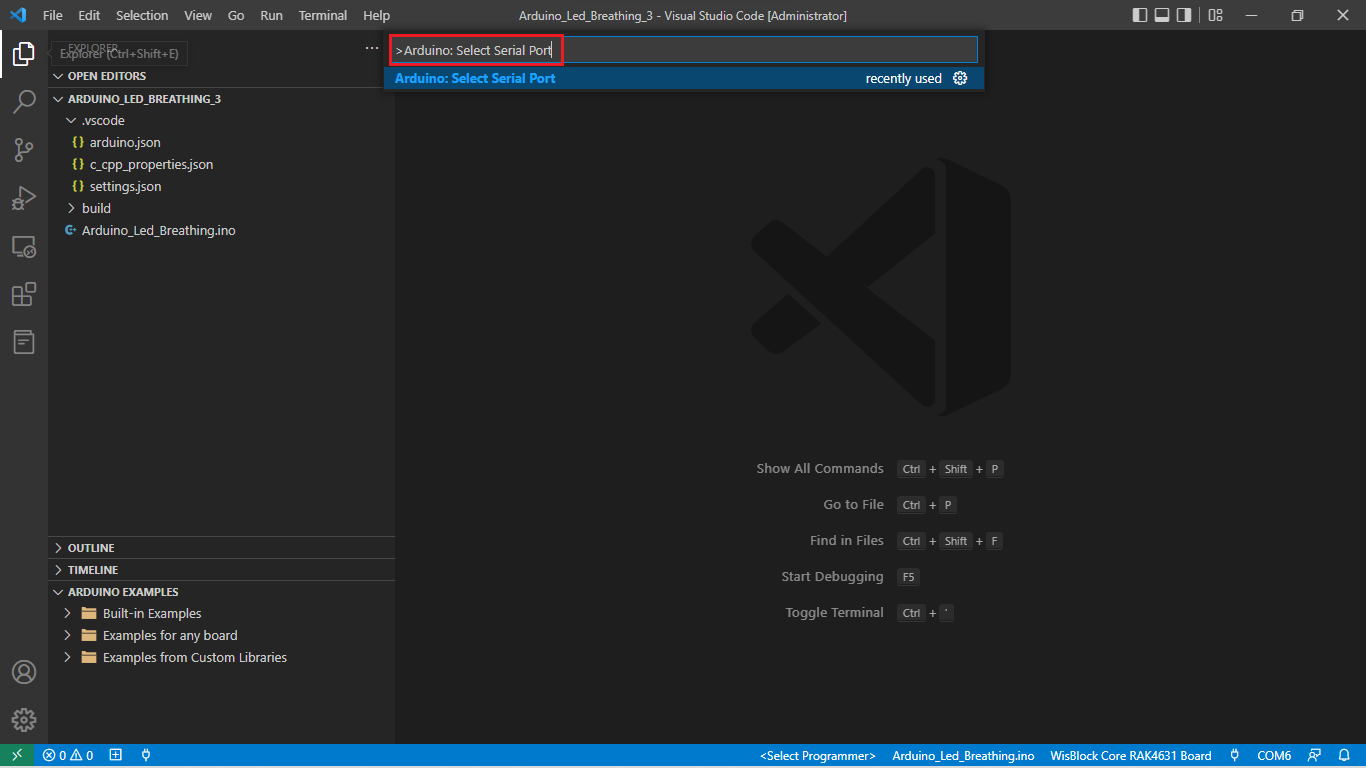 File Edit Selection View Go Run Terminal Help Arduino_Led_Breathing_3 - Visual Studio Code [Administrator]
EXPLORER
Explorer (Ctrl+Shift+E)
>Arduino: Select Serial Port
Arduino: Select Serial Port recently used
OPEN EDITORS
ARDUINO_LED_BREATHING_3
.vscode
{} arduino.json
{} c_cpp_properties.json
{} settings.json
build
Arduino_Led_Breathing.ino
Show All Commands Ctrl + Shift + P
Go to File Ctrl + P
Find in Files Ctrl + Shift + F
Start Debugging F5
Toggle Terminal Ctrl + '
OUTLINE
TIMELINE
ARDUINO EXAMPLES
Built-in Examples
Examples for any board
Examples from Custom Libraries
0 0 <Select Programmer> Arduino_Led_Breathing.ino WisBlock Core RAK4631 Board COM6